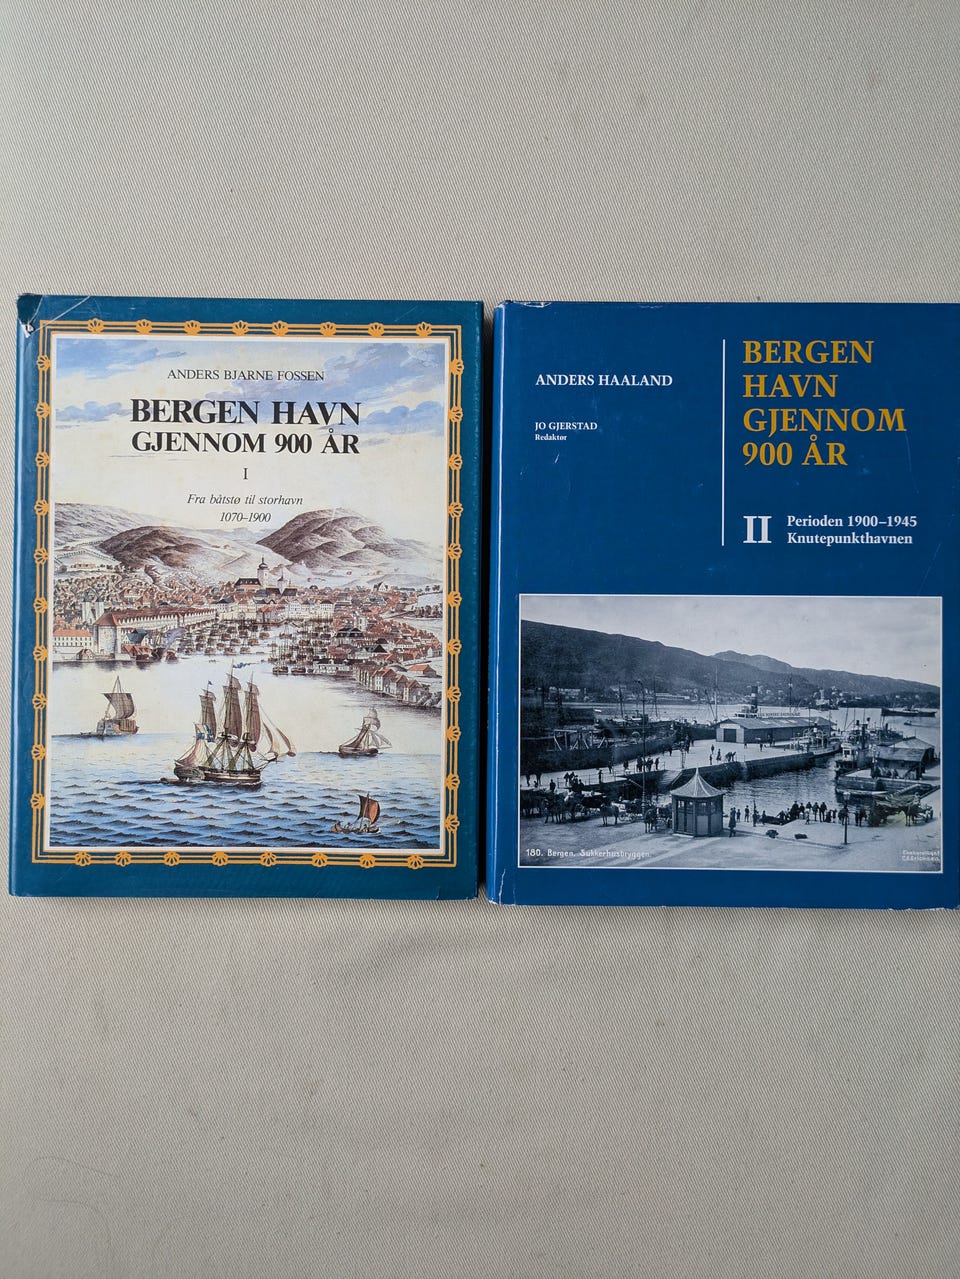 ANDERS BJARNE FOSSEN
BERGEN HAVN
GJENNOM 900 ÅR
I
Fra båtstø til storhavn
1070–1900
ANDERS HAALAND
JO GJERSTAD
Redaktør
BERGEN
HAVN
GJENNOM
900 ÅR
II
Perioden 1900–1945
Knutepunkthavnen
180. Bergen. Sukkerhusbryggen.